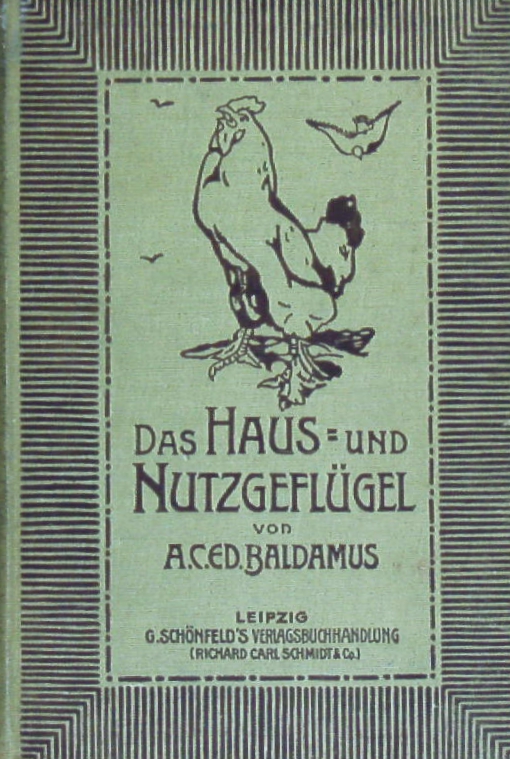 DAS HAUS= UND
NUTZGEFLÜGEL
von
A.C.ED. BALDAMUS
LEIPZIG
G. SCHÖNFELD'S VERLAGSBUCHHANDLUNG
(RICHARD CARL SCHMIDT & Co.)